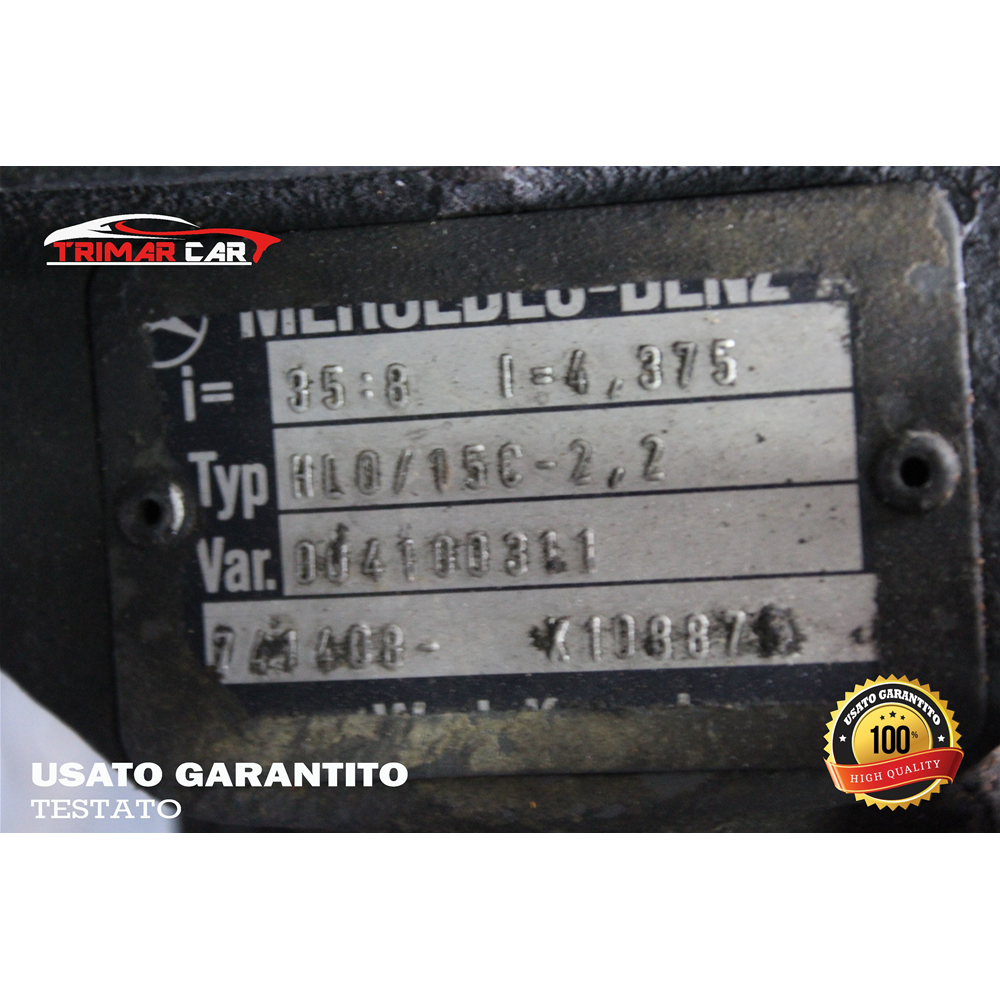 TRIMAR CAR
MERCEDES-BENZ
i= 35:8 I=4,375
Typ HL0/15C-2,2
Var.
USATO GARANTITO
TESTATO
USATO GARANTITO
100%
HIGH QUALITY